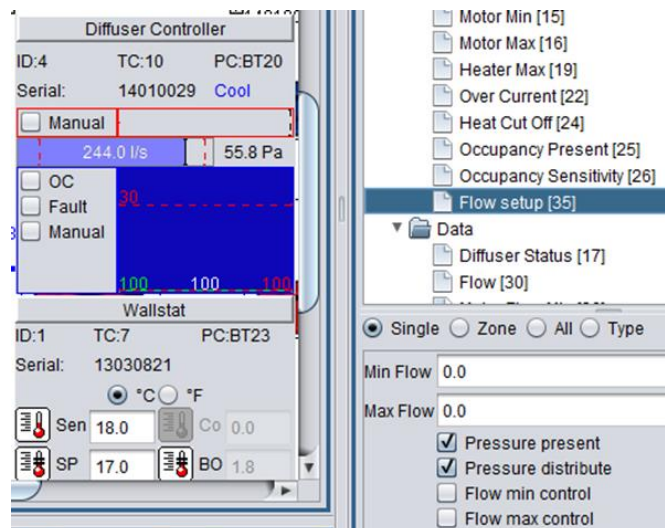 Diffuser Controller
ID:4 TC:10 PC:BT20
Serial: 14010029 Cool
Manual
244.0 l/s 55.8 Pa
OC
Fault
Manual
30
100 100 100
Wallstat
ID:1 TC:7 PC:BT23
Serial: 13030821
°C °F
Sen 18.0 Co 0.0
SP 17.0 BO 1.8
Motor Min [15]
Motor Max [16]
Heater Max [19]
Over Current [22]
Heat Cut Off [24]
Occupancy Present [25]
Occupancy Sensitivity [26]
Flow setup [35]
Data
Diffuser Status [17]
Flow [30]
Single Zone All Type
Min Flow 0.0
Max Flow 0.0
Pressure present
Pressure distribute
Flow min control
Flow max control